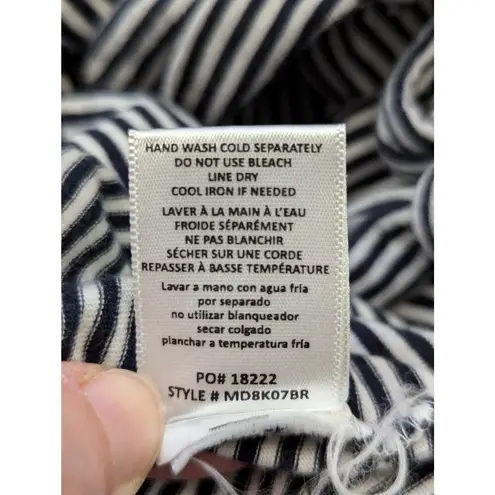 HAND WASH COLD SEPARATELY
DO NOT USE BLEACH
LINE DRY
COOL IRON IF NEEDED
LAVER À LA MAIN À L'EAU
FROIDE SÉPARÉMENT
NE PAS BLANCHIR
SÉCHER SUR UNE CORDE
REPASSER À BASSE TEMPÉRATURE
Lavar a mano con agua fría
por separado
no utilizar blanqueador
secar colgado
planchar a temperatura fría
PO# 18222
STYLE # MD8K07BR